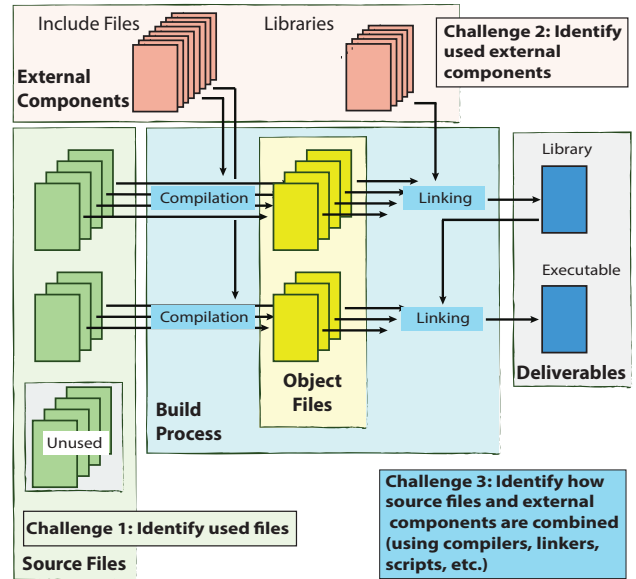 Include Files
Libraries
External
Components
Challenge 2: Identify
used external
components
Compilation
Linking
Library
Executable
Compilation
Linking
Deliverables
Object
Files
Build
Process
Unused
Challenge 1: Identify used files
Source Files
Challenge 3: Identify how
source files and external
components are combined
(using compilers, linkers,
scripts, etc.)